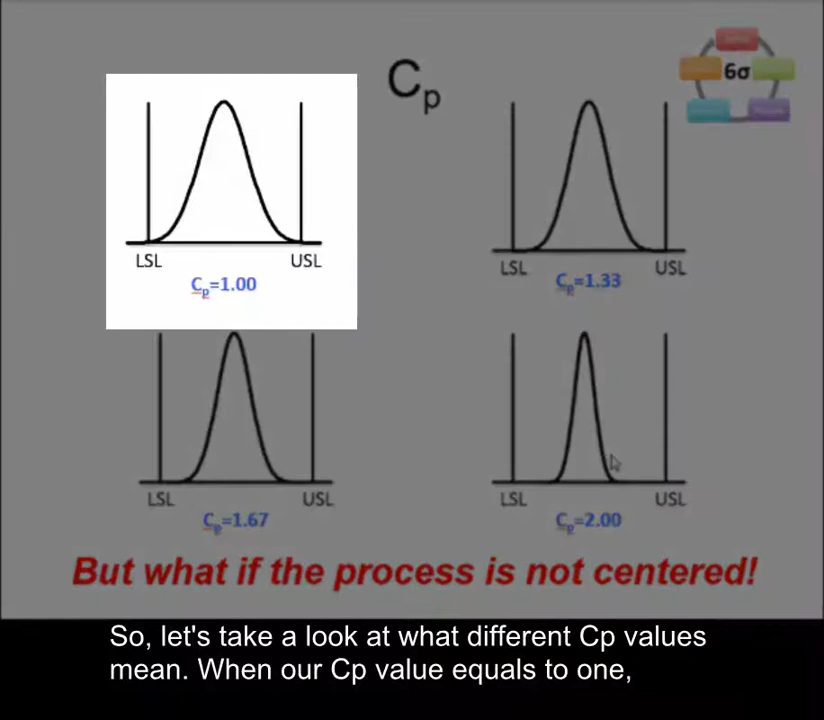 Cp
6σ
LSL USL
Cp=1.00
LSL USL
Cp=1.33
LSL USL
Cp=1.67
LSL USL
Cp=2.00
But what if the process is not centered!
So, let's take a look at what different Cp values
mean. When our Cp value equals to one,